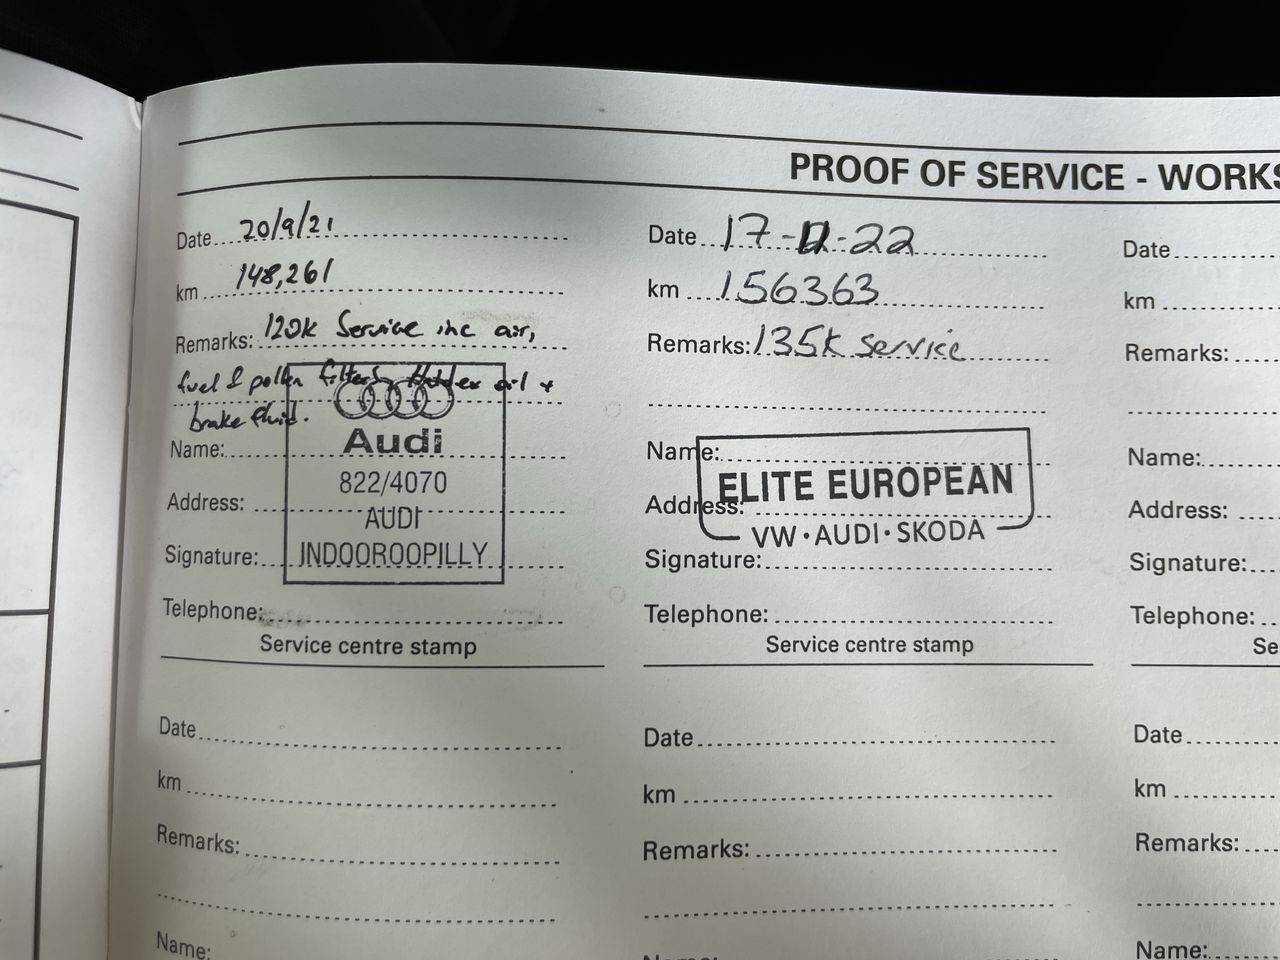 PROOF OF SERVICE - WORKS
Date 20/9/21
km 148,261
Remarks: 120k Service inc air,
fuel & pollen filters, Haldex oil +
brake fluid.
Name:
Audi
822/4070
Address:
AUDI
Signature:
INDOOROOPILLY
Telephone:
Service centre stamp
Date 17- -22
km 156363
Remarks: 135k service
Name:
ELITE EUROPEAN
Address:
VW·AUDI·SKODA
Signature:
Telephone:
Service centre stamp
Date
km
Remarks:
Name:
Address:
Signature:
Telephone:
Se
Date
km
Remarks:
Name:
Date
km
Remarks:
Name:
Date
km
Remarks:
Name: